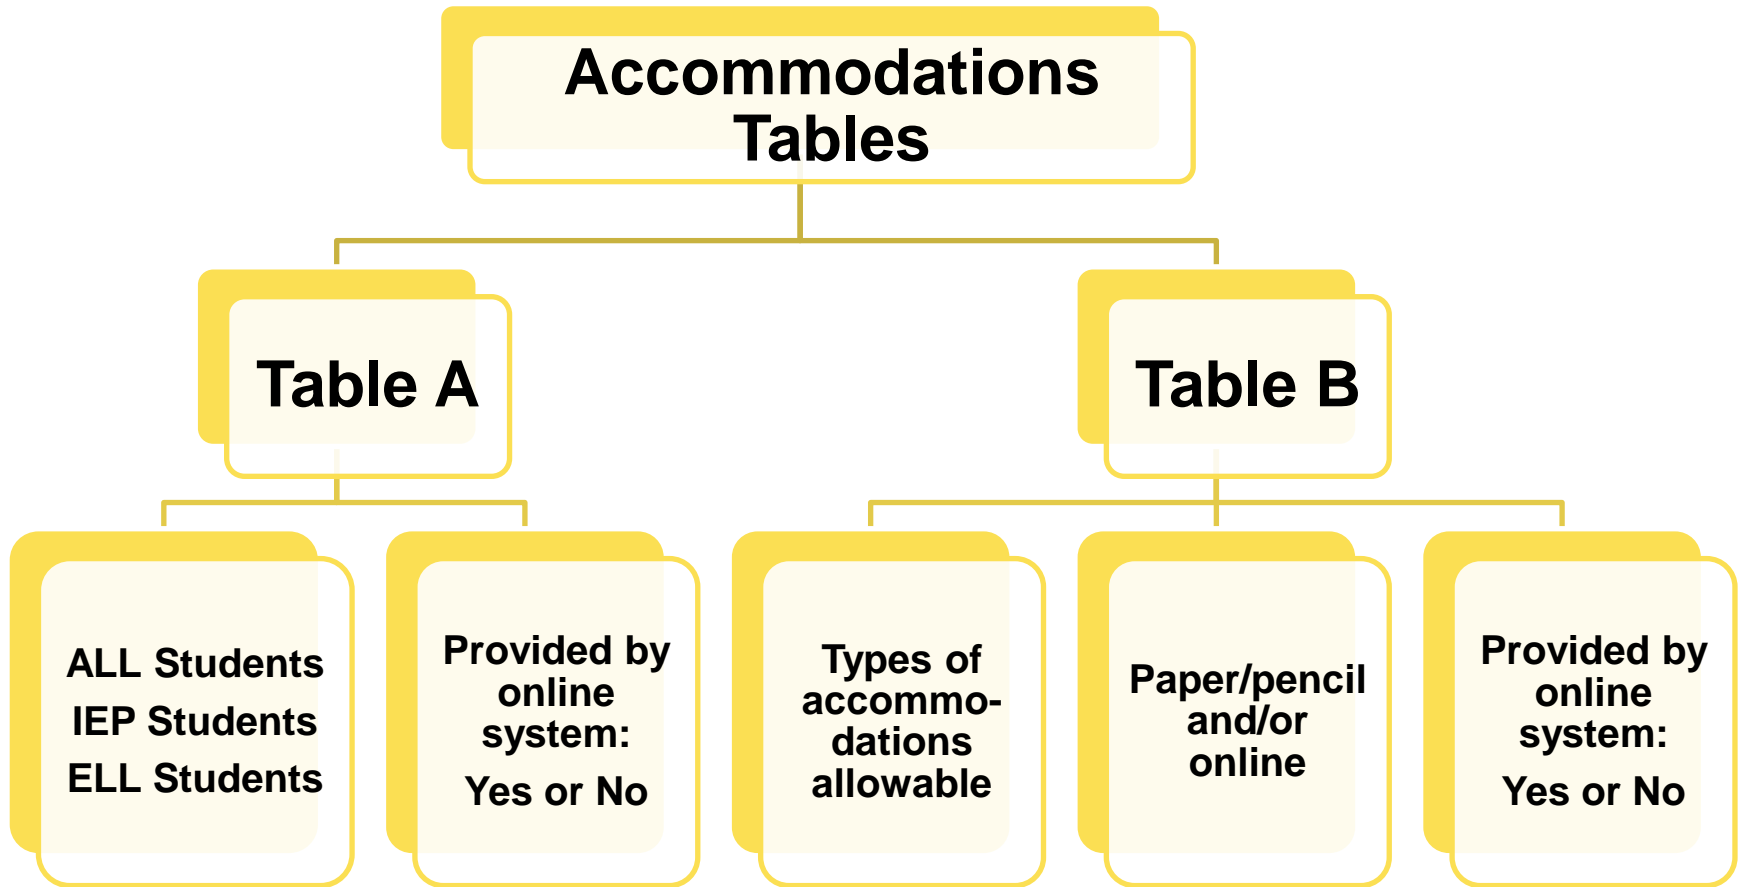 Accommodations
Tables
Table A
Table B
ALL Students
IEP Students
ELL Students
Provided by
online
system:
Yes or No
Types of
accommo-
dations
allowable
Paper/pencil
and/or
online
Provided by
online
system:
Yes or No